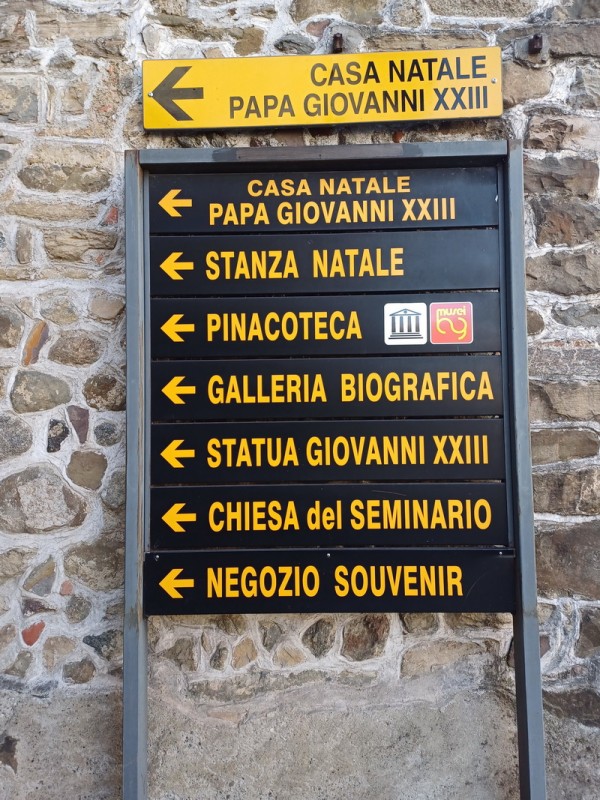 CASA NATALE
PAPA GIOVANNI XXIII
CASA NATALE
PAPA GIOVANNI XXIII
STANZA NATALE
PINACOTECA musei
GALLERIA BIOGRAFICA
STATUA GIOVANNI XXIII
CHIESA del SEMINARIO
NEGOZIO SOUVENIR